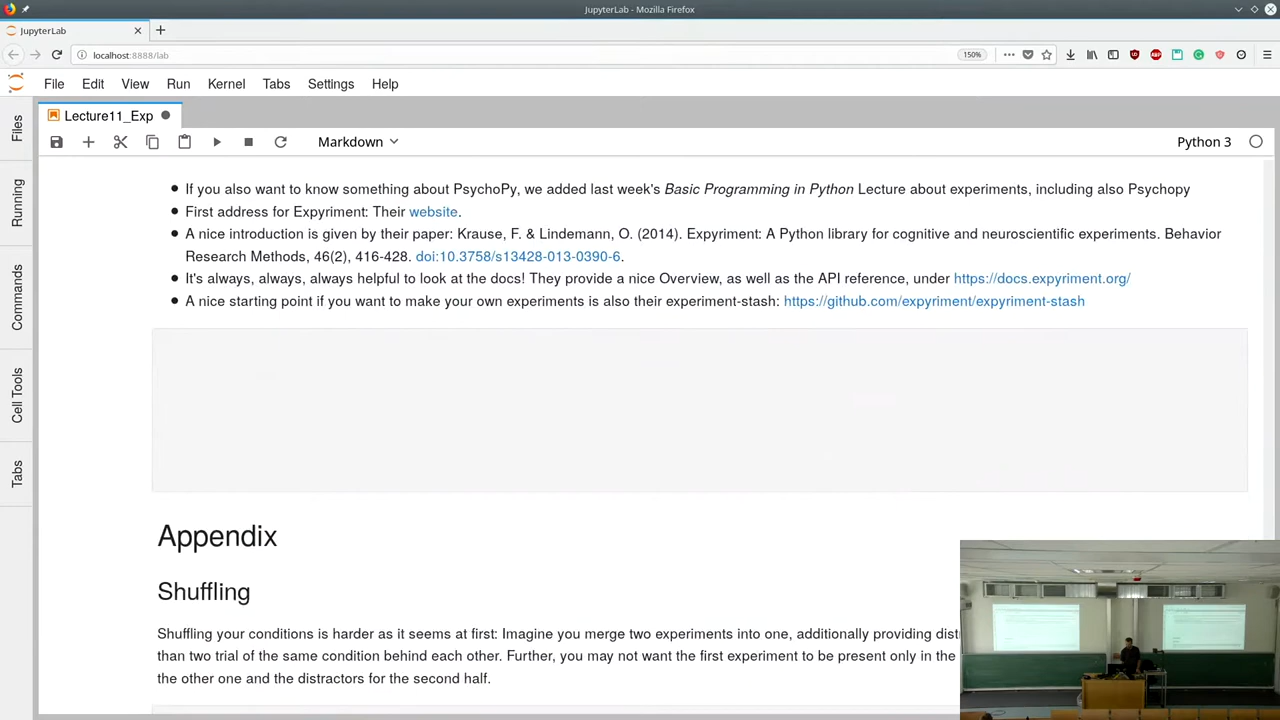 JupyterLab - Mozilla Firefox
JupyterLab
localhost:8888/lab
150%
File Edit View Run Kernel Tabs Settings Help
Lecture11_Exp
Markdown
Python 3
Files
Running
Commands
Cell Tools
Tabs
If you also want to know something about PsychoPy, we added last week's Basic Programming in Python Lecture about experiments, including also Psychopy
First address for Expyriment: Their website.
A nice introduction is given by their paper: Krause, F. & Lindemann, O. (2014). Expyriment: A Python library for cognitive and neuroscientific experiments. Behavior
Research Methods, 46(2), 416-428. doi:10.3758/s13428-013-0390-6.
It's always, always, always helpful to look at the docs! They provide a nice Overview, as well as the API reference, under https://docs.expyriment.org/
A nice starting point if you want to make your own experiments is also their experiment-stash: https://github.com/expyriment/expyriment-stash
Appendix
Shuffling
Shuffling your conditions is harder as it seems at first: Imagine you merge two experiments into one, additionally providing
than two trial of the same condition behind each other. Further, you may not want the first experiment to be present only in the
the other one and the distractors for the second half.